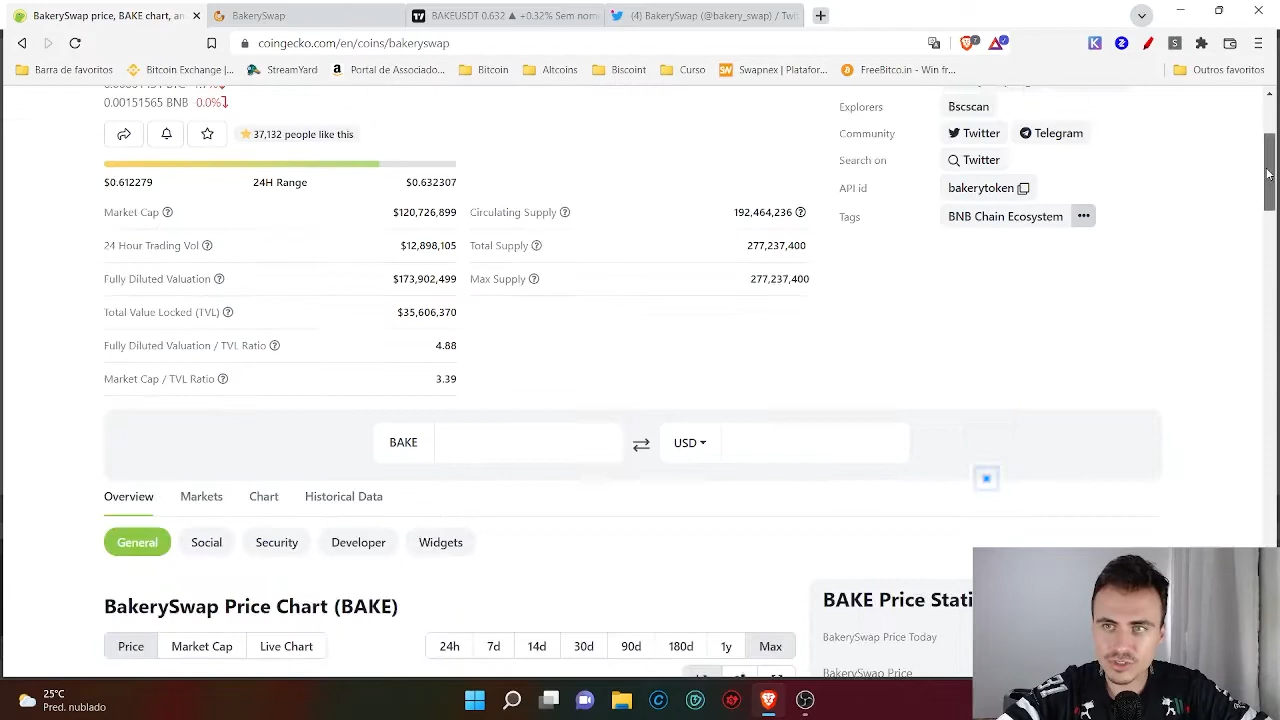 BakerySwap price, BAKE chart, an
BakerySwap
BAKEUSDT 0.632 ▲ +0.32% Sem nom
(4) BakerySwap (@bakery_swap) / Twit
coingecko.com/en/coins/bakeryswap
7
Barra de favoritos
Bitcoin Exchange |...
StreamYard
Portal de Associado...
Bitcoin
Altcoins
Biscoint
Curso
Swapnex | Platafor...
FreeBitco.in - Win fr...
Outros favoritos
0.00151565 BNB -0.0%
37,132 people like this
$0.612279 24H Range $0.632307
Market Cap $120,726,899
24 Hour Trading Vol $12,898,105
Fully Diluted Valuation $173,902,499
Total Value Locked (TVL) $35,606,370
Fully Diluted Valuation / TVL Ratio 4.88
Market Cap / TVL Ratio 3.39
Circulating Supply 192,464,236
Total Supply 277,237,400
Max Supply 277,237,400
Explorers Bscscan
Community Twitter Telegram
Search on Twitter
API id bakerytoken
Tags BNB Chain Ecosystem
BAKE USD
Overview Markets Chart Historical Data
General Social Security Developer Widgets
BakerySwap Price Chart (BAKE)
Price Market Cap Live Chart
24h 7d 14d 30d 90d 180d 1y Max
BAKE Price Stati
BakerySwap Price Today
BakerySwap Price
25°C
Pred. nublado